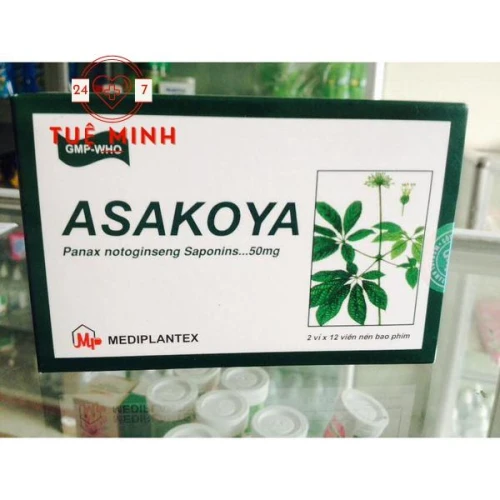 24 7
TUỆ MINH
GMP-WHO
ASAKOYA
Panax notoginseng Saponins...50mg
MEDIPLANTEX
2 vỉ x 12 viên nén bao phim